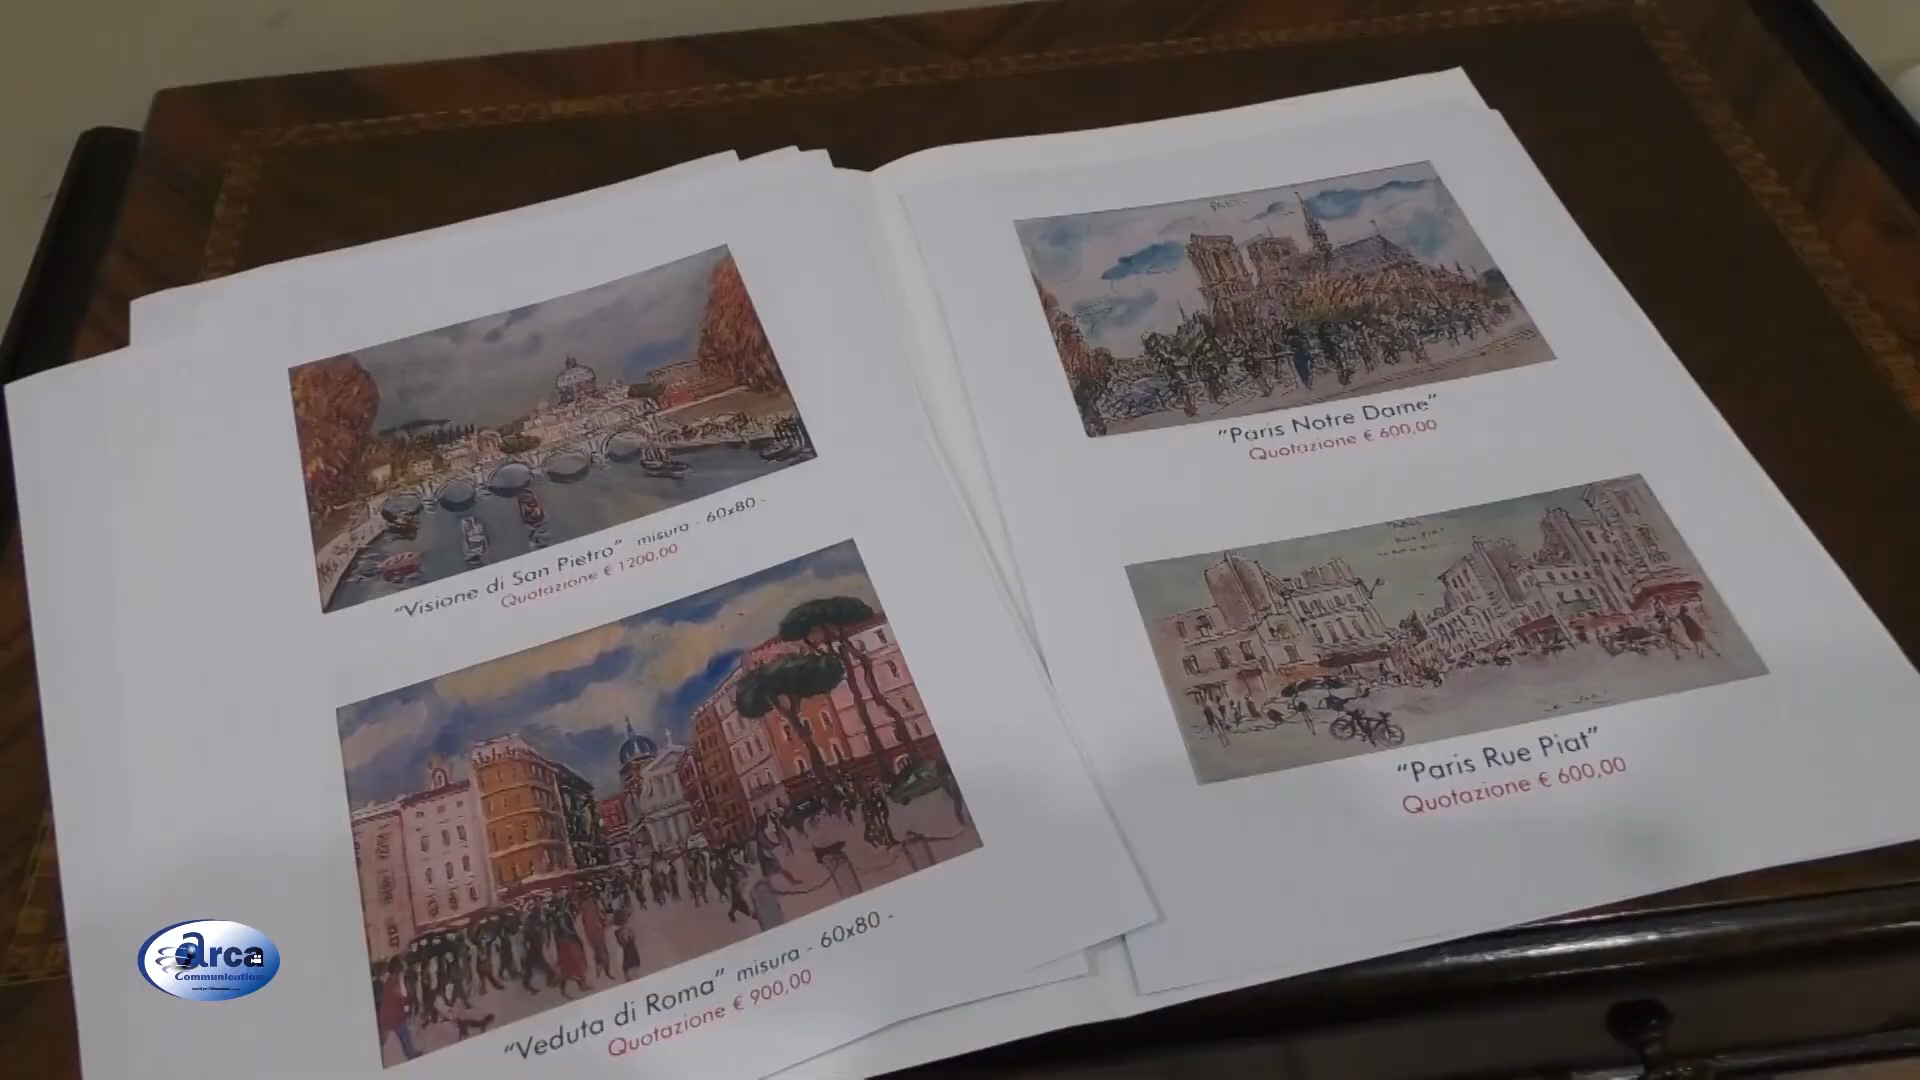 "Visione di San Pietro" misura - 60x80 -
Quotazione € 1200,00
"Veduta di Roma" misura - 60x80 -
Quotazione € 900,00
"Paris Notre Dame"
Quotazione € 600,00
"Paris Rue Piat"
Quotazione € 600,00
arca
Communication